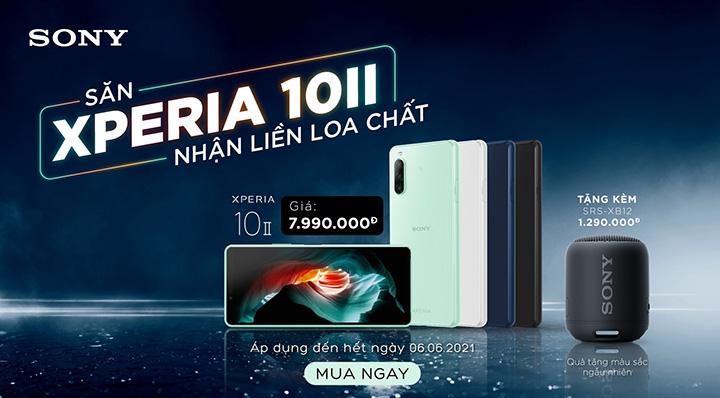 SONY
SĂN
XPERIA 10II
NHẬN LIỀN LOA CHẤT
XPERIA
10 II
Giá:
7.990.000Đ
SONY
XPERIA
TẶNG KÈM
SRS-XB12
1.290.000Đ
SONY
Quà tặng màu sắc
ngẫu nhiên
Áp dụng đến hết ngày 06.06.2021
MUA NGAY